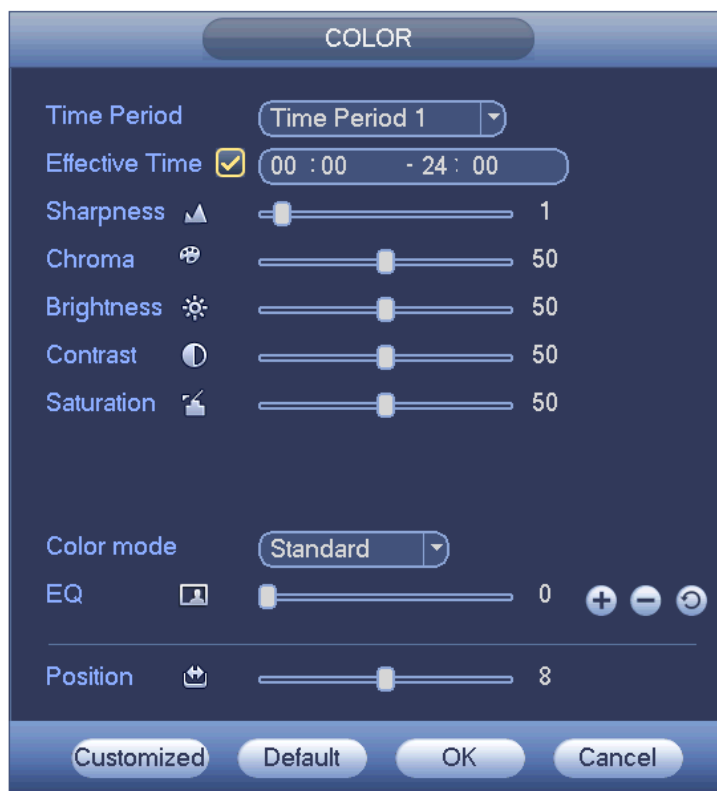 COLOR
Time Period Time Period 1
Effective Time 00 :00 - 24: 00
Sharpness 1
Chroma 50
Brightness 50
Contrast 50
Saturation 50
Color mode Standard
EQ 0
Position 8
Customized Default OK Cancel